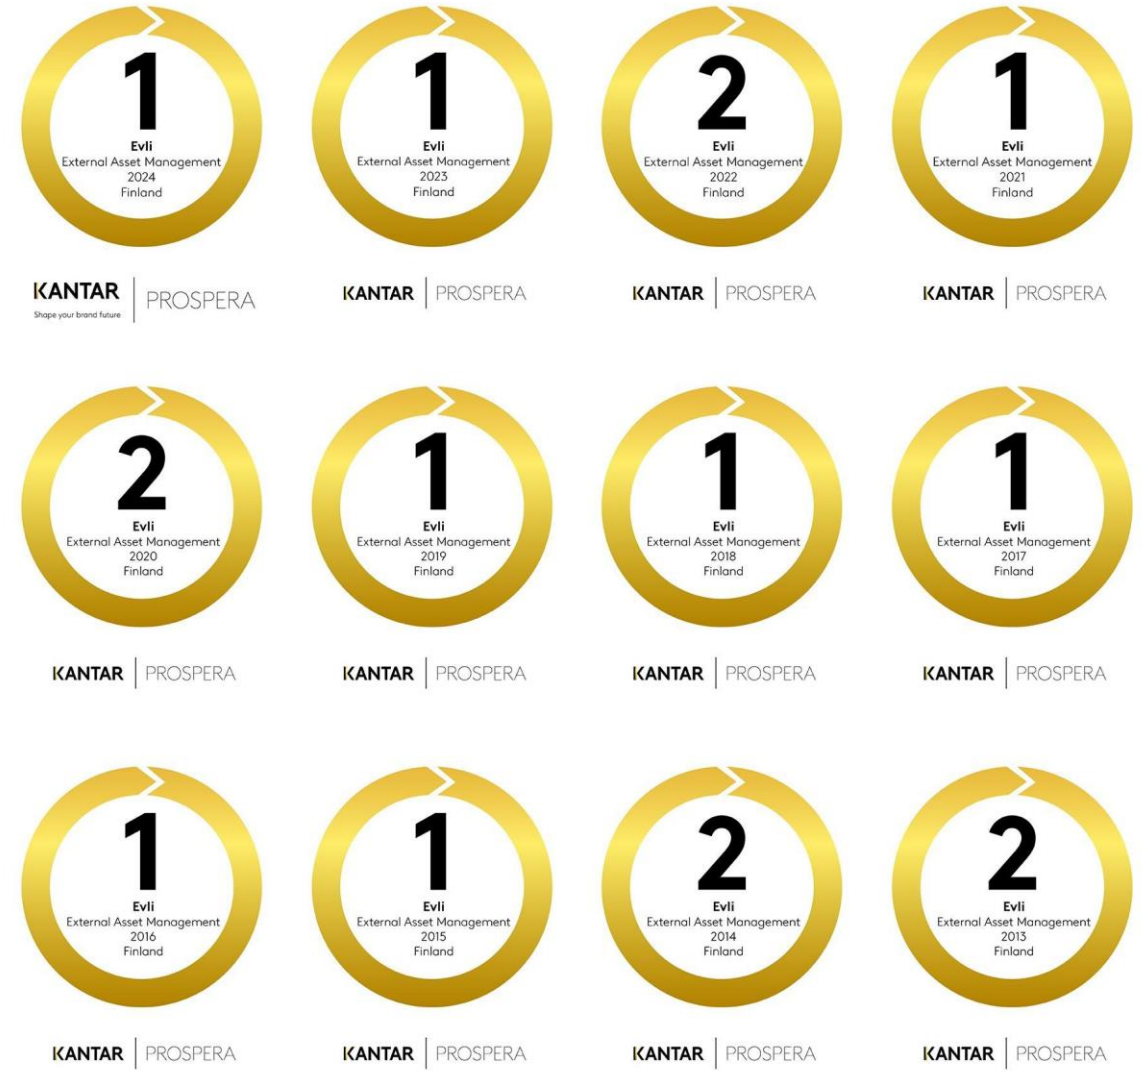 1
Evli
External Asset Management
2024
Finland
KANTAR
Shape your brand future
PROSPERA
1
Evli
External Asset Management
2023
Finland
KANTAR PROSPERA
2
Evli
External Asset Management
2022
Finland
KANTAR PROSPERA
1
Evli
External Asset Management
2021
Finland
KANTAR PROSPERA
2
Evli
External Asset Management
2020
Finland
KANTAR PROSPERA
1
Evli
External Asset Management
2019
Finland
KANTAR PROSPERA
1
Evli
External Asset Management
2018
Finland
KANTAR PROSPERA
1
Evli
External Asset Management
2017
Finland
KANTAR PROSPERA
1
Evli
External Asset Management
2016
Finland
KANTAR PROSPERA
1
Evli
External Asset Management
2015
Finland
KANTAR PROSPERA
2
Evli
External Asset Management
2014
Finland
KANTAR PROSPERA
2
Evli
External Asset Management
2013
Finland
KANTAR PROSPERA